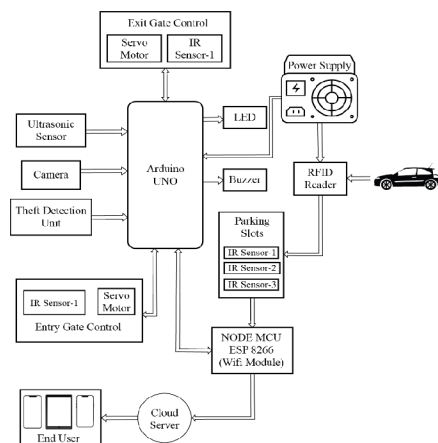 Exit Gate Control
Servo
Motor
IR
Sensor-1
Power Supply
Ultrasonic
Sensor
LED
Camera
Arduino
UNO
Buzzer
RFID
Reader
Theft Detection
Unit
Parking
Slots
IR Sensor-1
IR Sensor-2
IR Sensor-3
IR Sensor-1
Servo
Motor
Entry Gate Control
NODE MCU
ESP 8266
(Wifi Module)
Cloud
Server
End User